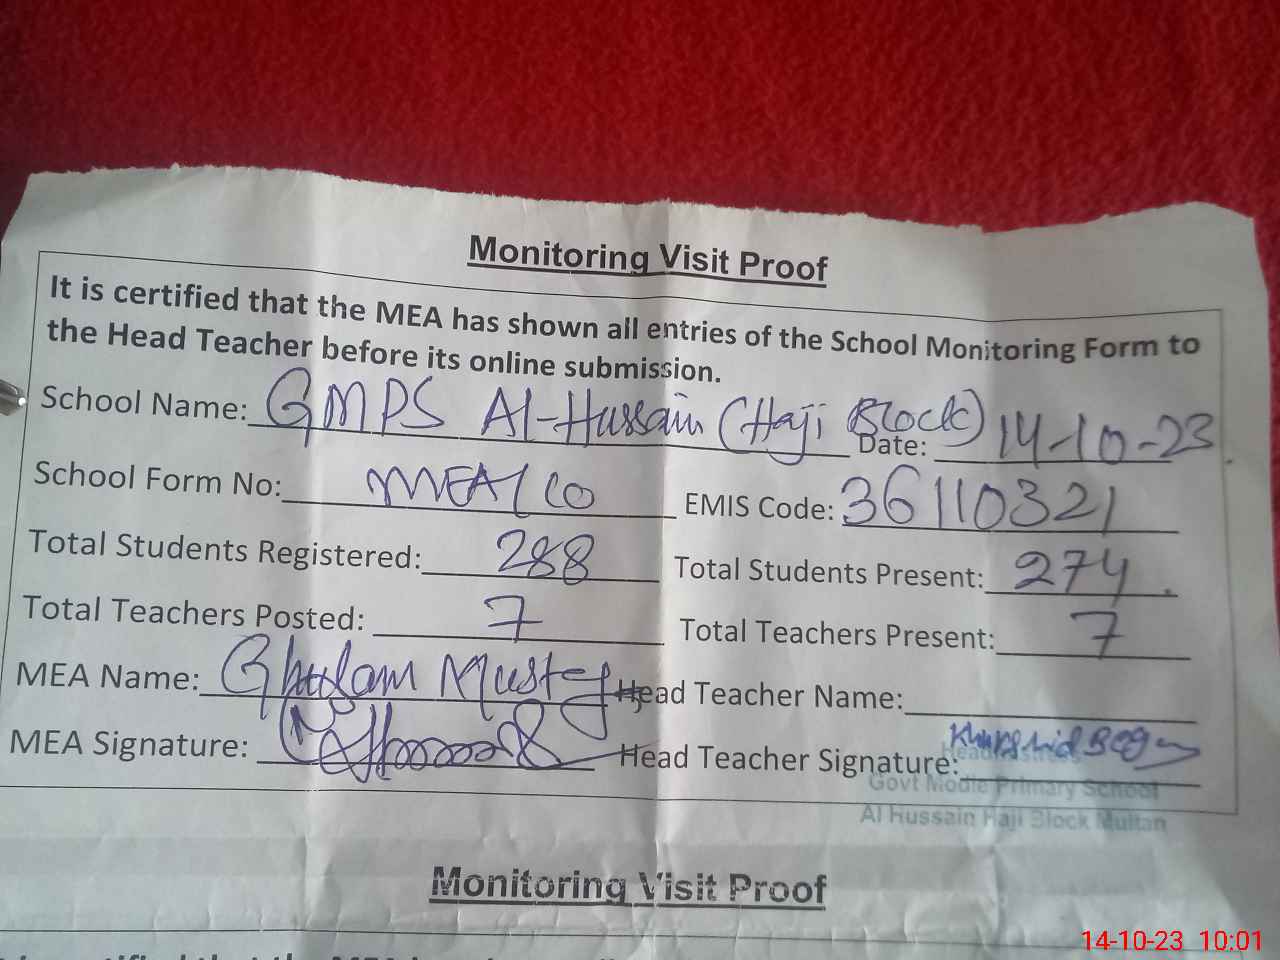 Monitoring Visit Proof
It is certified that the MEA has shown all entries of the School Monitoring Form to
the Head Teacher before its online submission.
School Name: GMPS Al-Hussain (Haji Block) Date: 14-10-23
School Form No: MEA/co EMIS Code: 36110321
Total Students Registered: 288 Total Students Present: 274
Total Teachers Posted: 7 Total Teachers Present: 7
MEA Name: Ghulam Head Teacher Name:
MEA Signature: Head Teacher Signature: Khurshid Begum
Headmistress
Govt Modle Primary School
Al Hussain Haji Block Multan
Monitoring Visit Proof
14-10-23 10:01